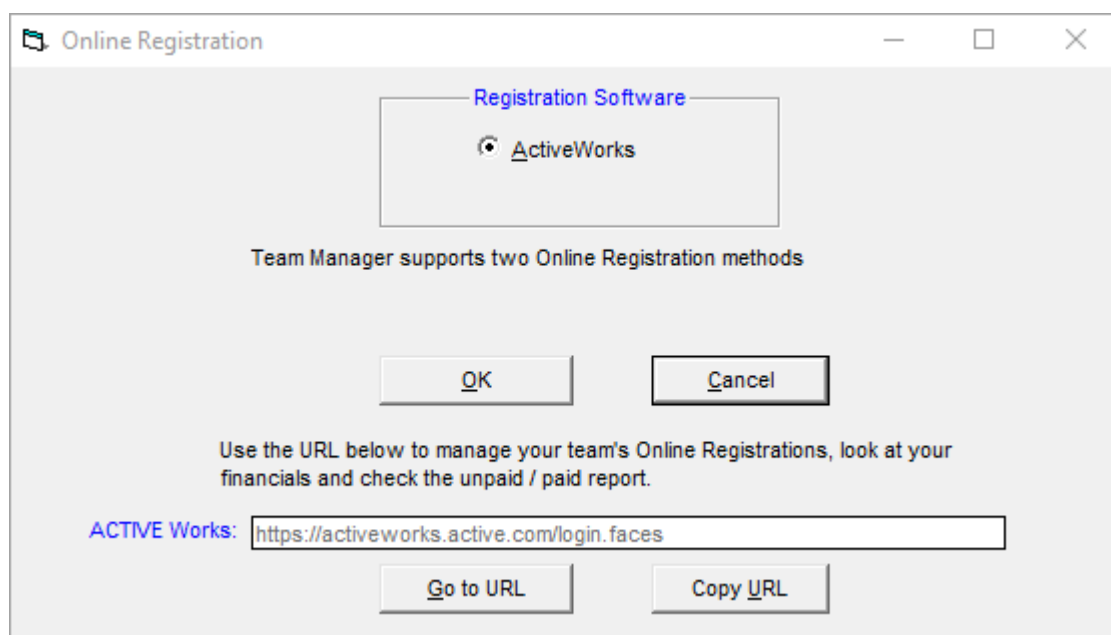 Online Registration
Registration Software
ActiveWorks
Team Manager supports two Online Registration methods
OK
Cancel
Use the URL below to manage your team's Online Registrations, look at your
financials and check the unpaid / paid report.
ACTIVE Works: https://activeworks.active.com/login.faces
Go to URL
Copy URL